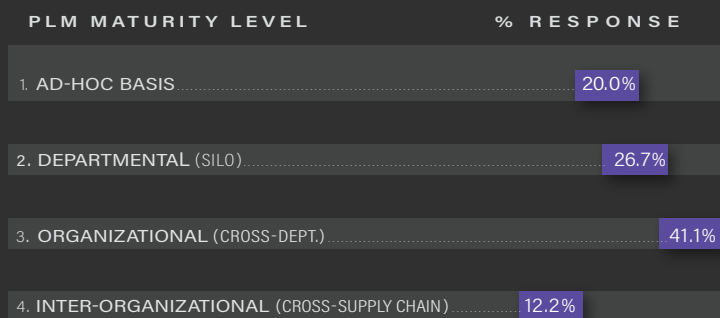 PLM MATURITY LEVEL % RESPONSE
1. AD-HOC BASIS 20.0%
2. DEPARTMENTAL (SILO) 26.7%
3. ORGANIZATIONAL (CROSS-DEPT.) 41.1%
4. INTER-ORGANIZATIONAL (CROSS-SUPPLY CHAIN) 12.2%